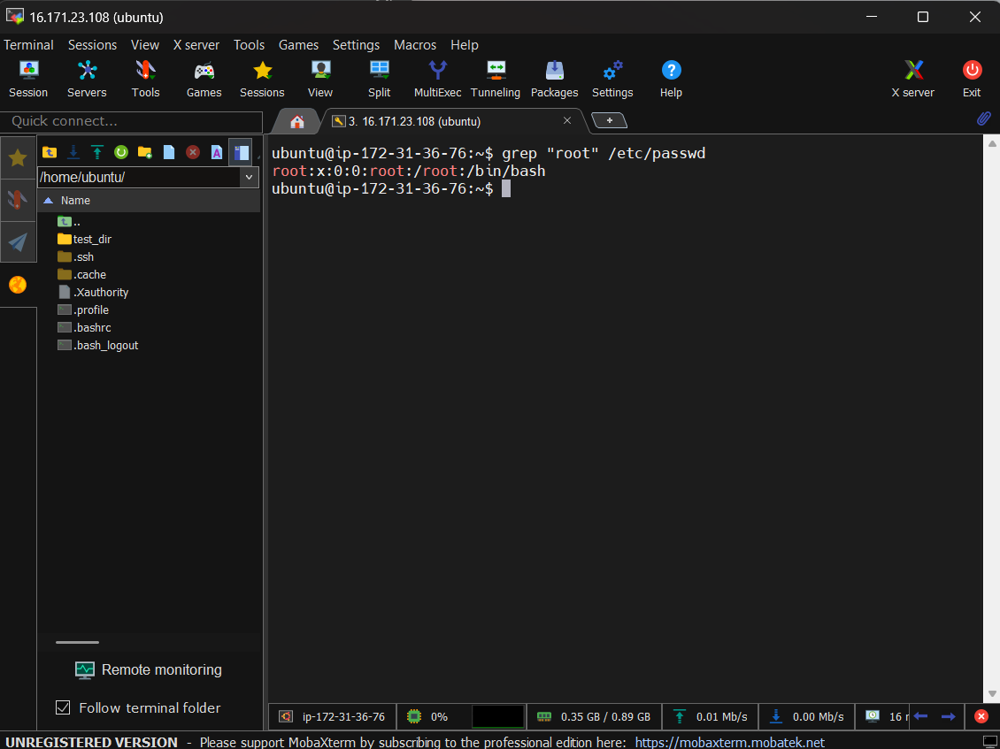 16.171.23.108 (ubuntu)
Terminal Sessions View X server Tools Games Settings Macros Help
Session Servers Tools Games Sessions View Split MultiExec Tunneling Packages Settings Help X server Exit
Quick connect...
3. 16.171.23.108 (ubuntu)
/home/ubuntu/
Name
..
test_dir
.ssh
.cache
.Xauthority
.profile
.bashrc
.bash_logout
Remote monitoring
Follow terminal folder
ubuntu@ip-172-31-36-76:~$ grep "root" /etc/passwd
root:x:0:0:root:/root:/bin/bash
ubuntu@ip-172-31-36-76:~$
ip-172-31-36-76 0% 0.35 GB / 0.89 GB 0.01 Mb/s 0.00 Mb/s 16
UNREGISTERED VERSION - Please support MobaXterm by subscribing to the professional edition here: https://mobaxterm.mobatek.net